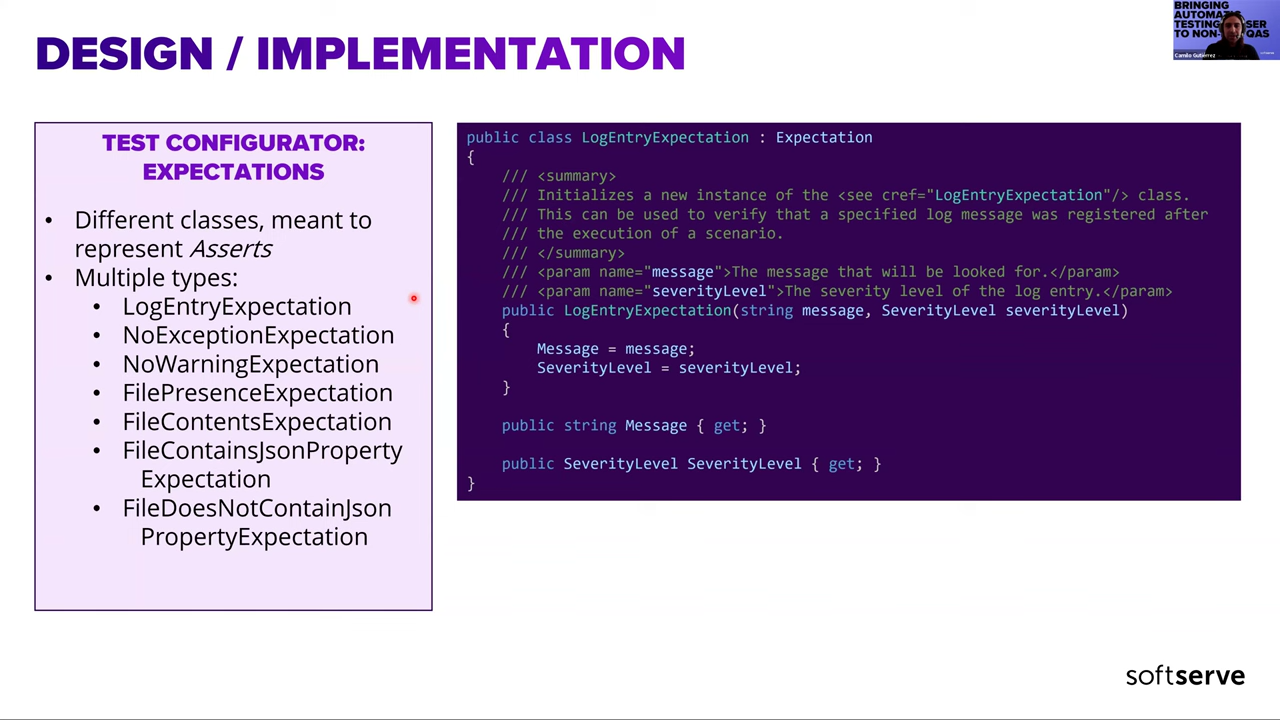 DESIGN / IMPLEMENTATION
BRINGING
AUTOMATIC
TESTING
SER
TO NON-
QAS
Camilo Gutierrez
TEST CONFIGURATOR:
EXPECTATIONS
• Different classes, meant to
represent Asserts
• Multiple types:
• LogEntryExpectation
• NoExceptionExpectation
• NoWarningExpectation
• FilePresenceExpectation
• FileContentsExpectation
• FileContainsJsonProperty
Expectation
• FileDoesNotContainJson
PropertyExpectation
public class LogEntryExpectation : Expectation
{
/// <summary>
/// Initializes a new instance of the <see cref="LogEntryExpectation"/> class.
/// This can be used to verify that a specified log message was registered after
/// the execution of a scenario.
/// </summary>
/// <param name="message">The message that will be looked for.</param>
/// <param name="severityLevel">The severity level of the log entry.</param>
public LogEntryExpectation(string message, SeverityLevel severityLevel)
{
Message = message;
SeverityLevel = severityLevel;
}
public string Message { get; }
public SeverityLevel SeverityLevel { get; }
}
softserve